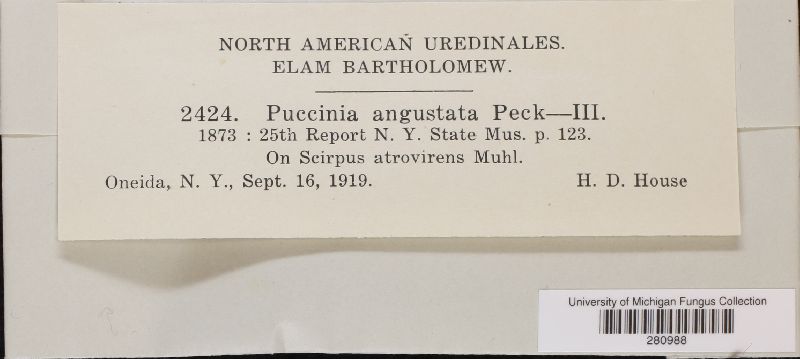 NORTH AMERICAN UREDINALES.
ELAM BARTHOLOMEW.
2424. Puccinia angustata Peck—III.
1873 : 25th Report N. Y. State Mus. p. 123.
On Scirpus atrovirens Muhl.
Oneida, N. Y., Sept. 16, 1919. H. D. House
University of Michigan Fungus Collection
280988